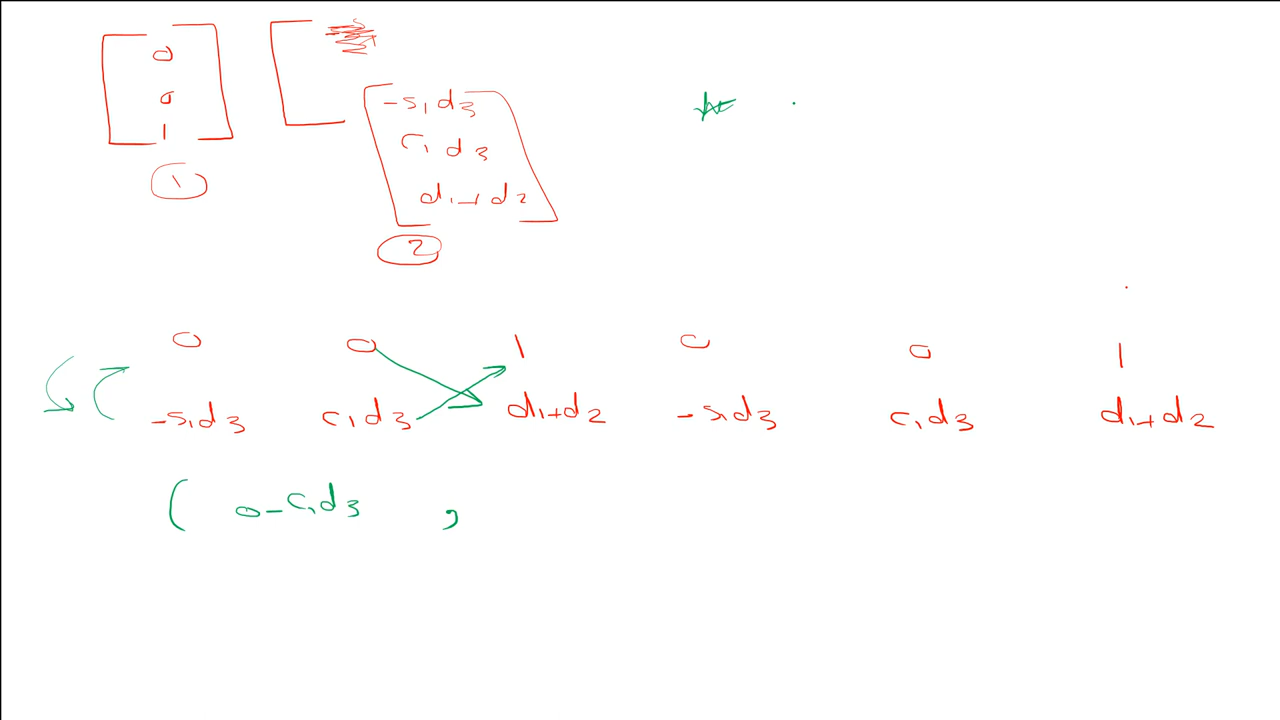 0
0
1
1
-s₁d₃
c₁d₃
d₁+d₂
2
0 0 1 0 0 1
-s₁d₃ c₁d₃ d₁+d₂ -s₁d₃ c₁d₃ d₁+d₂
( 0-c₁d₃ ,